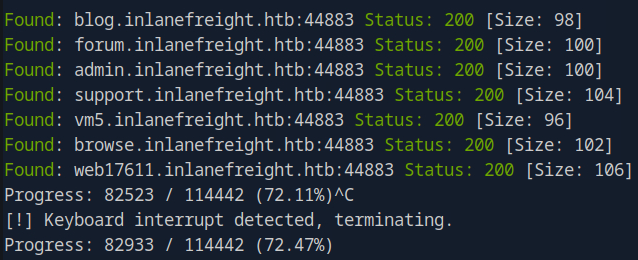 Found: blog.inlanefreight.htb:44883 Status: 200 [Size: 98]
Found: forum.inlanefreight.htb:44883 Status: 200 [Size: 100]
Found: admin.inlanefreight.htb:44883 Status: 200 [Size: 100]
Found: support.inlanefreight.htb:44883 Status: 200 [Size: 104]
Found: vm5.inlanefreight.htb:44883 Status: 200 [Size: 96]
Found: browse.inlanefreight.htb:44883 Status: 200 [Size: 102]
Found: web17611.inlanefreight.htb:44883 Status: 200 [Size: 106]
Progress: 82523 / 114442 (72.11%)^C
[!] Keyboard interrupt detected, terminating.
Progress: 82933 / 114442 (72.47%)